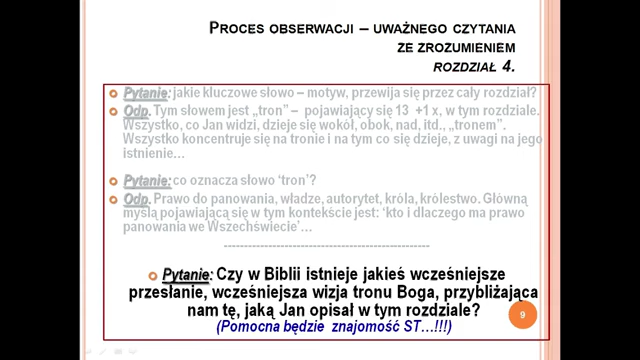 PROCES OBSERWACJI – UWAŻNEGO CZYTANIA
ZE ZROZUMIENIEM
ROZDZIAŁ 4.
Pytanie: jakie kluczowe słowo – motyw, przewija się przez cały rozdział?
Odp. Tym słowem jest „tron” – pojawiający się 13 +1 x, w tym rozdziale.
Wszystko, co Jan widzi, dzieje się wokół, obok, nad, itd., „tronem”.
Wszystko koncentruje się na tronie i na tym co się dzieje, z uwagi na jego
istnienie…
Pytanie: co oznacza słowo ‘tron’?
Odp. Prawo do panowania, władze, autorytet, króla, królestwo. Główną
myślą pojawiającą się w tym kontekście jest: ‘kto i dlaczego ma prawo
panowania we Wszechświecie’…
----------------------------------------------------
Pytanie: Czy w Biblii istnieje jakieś wcześniejsze
przesłanie, wcześniejsza wizja tronu Boga, przybliżająca
nam tę, jaką Jan opisał w tym rozdziale?
(Pomocna będzie znajomość ST…!!!)
9